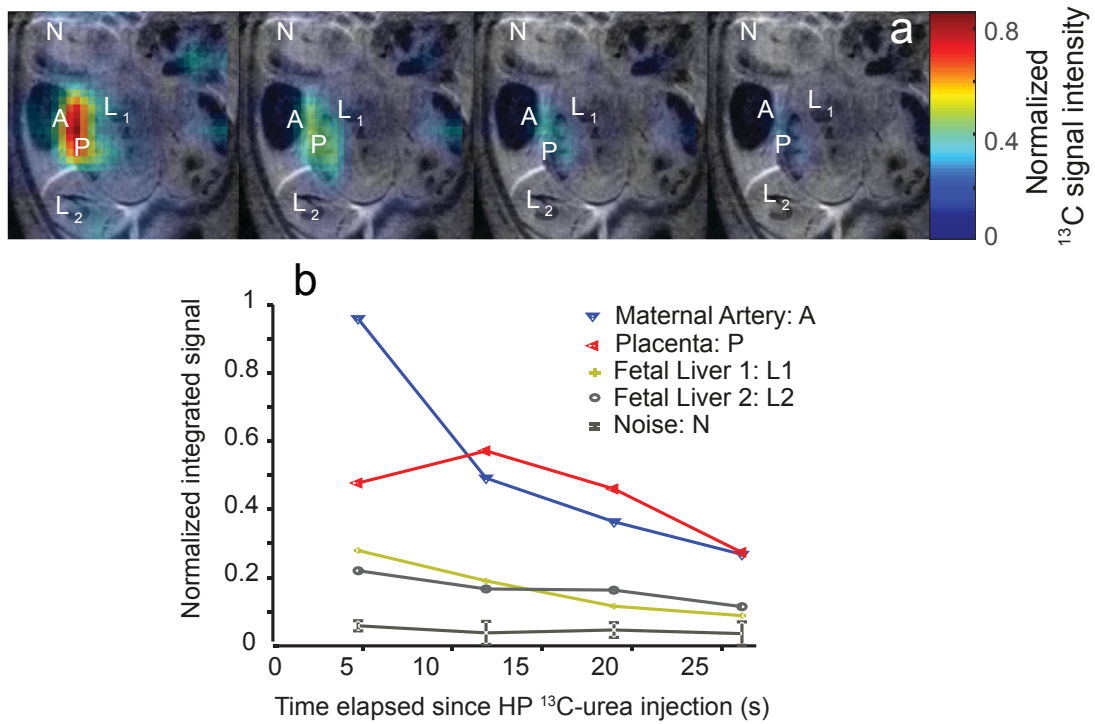 N
A
P
L1
L2
N
A
P
L1
L2
N
A
P
L1
L2
N
A
P
L1
L2
a
0.8
0.4
0
Normalized
13C signal intensity
b
1
0.8
0.6
0.4
0.2
0
Normalized integrated signal
Maternal Artery: A
Placenta: P
Fetal Liver 1: L1
Fetal Liver 2: L2
Noise: N
0 5 10 15 20 25
Time elapsed since HP 13C-urea injection (s)